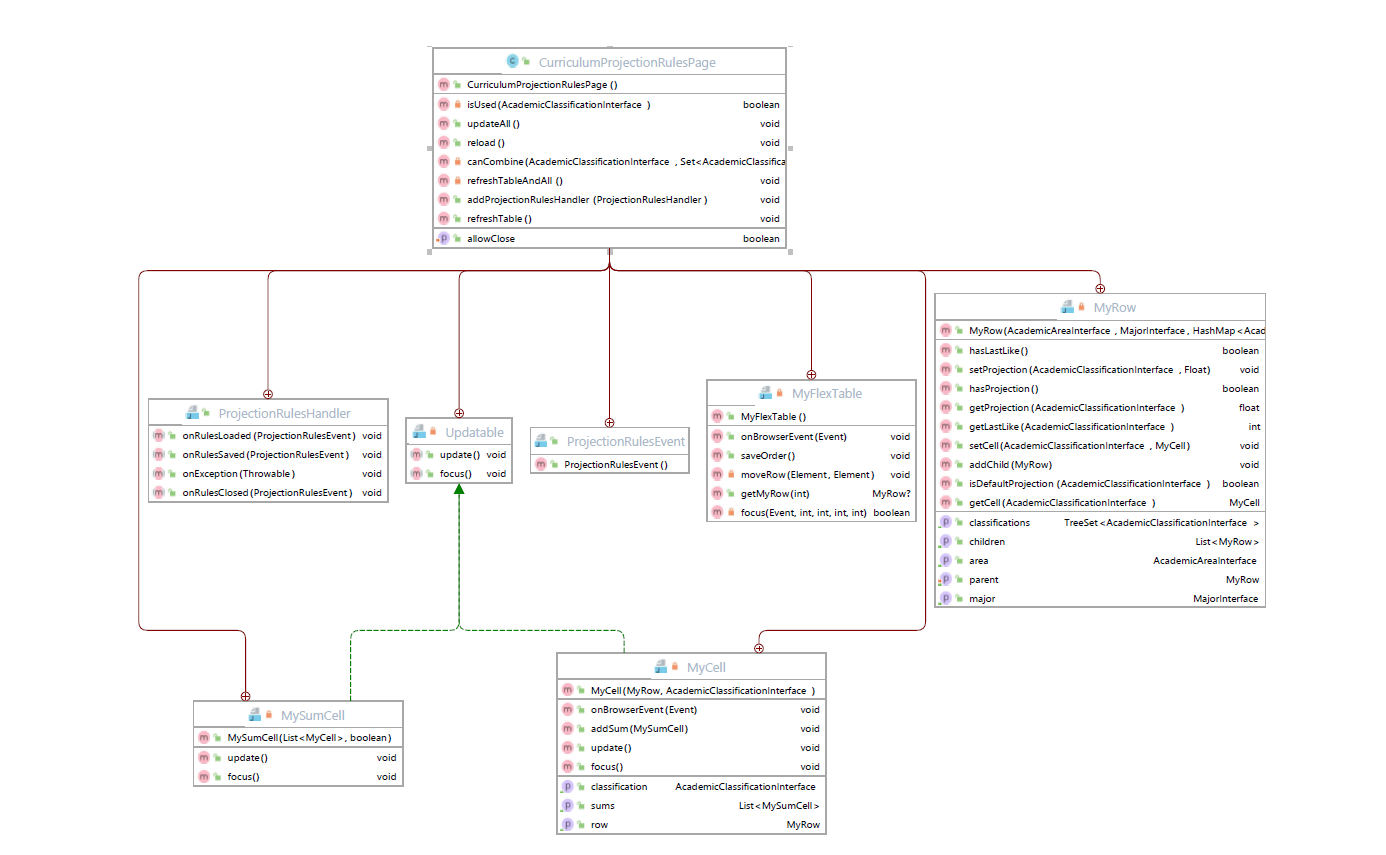 CurriculumProjectionRulesPage
CurriculumProjectionRulesPage()
isUsed(AcademicClassificationInterface ) boolean
updateAll() void
reload() void
canCombine(AcademicClassificationInterface , Set<AcademicClassifica
refreshTableAndAll () void
addProjectionRulesHandler (ProjectionRulesHandler ) void
refreshTable() void
allowClose boolean
MyRow
MyRow(AcademicAreaInterface , MajorInterface, HashMap<Acad
hasLastLike() boolean
setProjection(AcademicClassificationInterface , Float) void
hasProjection() boolean
getProjection(AcademicClassificationInterface ) float
getLastLike(AcademicClassificationInterface ) int
setCell(AcademicClassificationInterface , MyCell) void
addChild(MyRow) void
isDefaultProjection(AcademicClassificationInterface ) boolean
getCell(AcademicClassificationInterface ) MyCell
classifications TreeSet<AcademicClassificationInterface >
children List<MyRow>
area AcademicAreaInterface
parent MyRow
major MajorInterface
ProjectionRulesHandler
onRulesLoaded(ProjectionRulesEvent) void
onRulesSaved(ProjectionRulesEvent) void
onException(Throwable) void
onRulesClosed(ProjectionRulesEvent) void
Updatable
update() void
focus() void
ProjectionRulesEvent
ProjectionRulesEvent()
MyFlexTable
MyFlexTable()
onBrowserEvent(Event) void
saveOrder() void
moveRow(Element, Element) void
getMyRow(int) MyRow?
focus(Event, int, int, int, int) boolean
MySumCell
MySumCell(List<MyCell>, boolean)
update() void
focus() void
MyCell
MyCell(MyRow, AcademicClassificationInterface )
onBrowserEvent(Event) void
addSum(MySumCell) void
update() void
focus() void
classification AcademicClassificationInterface
sums List<MySumCell>
row MyRow